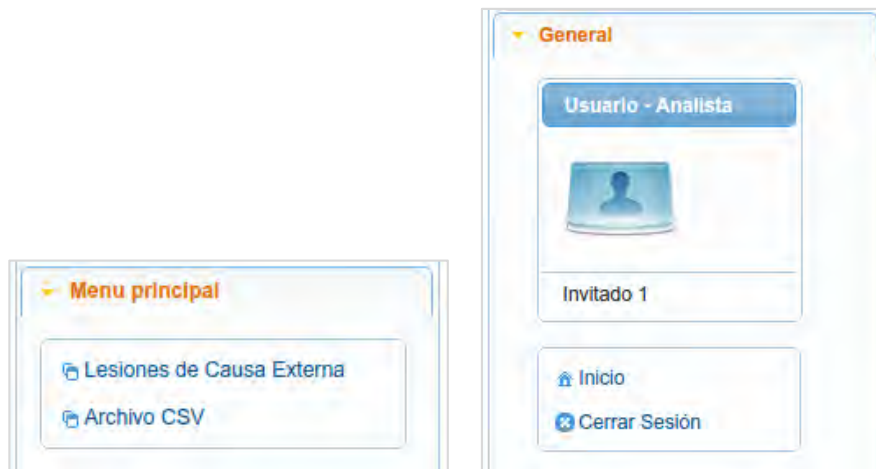 Menu principal
Lesiones de Causa Externa
Archivo CSV
General
Usuario - Analista
Invitado 1
Inicio
Cerrar Sesión